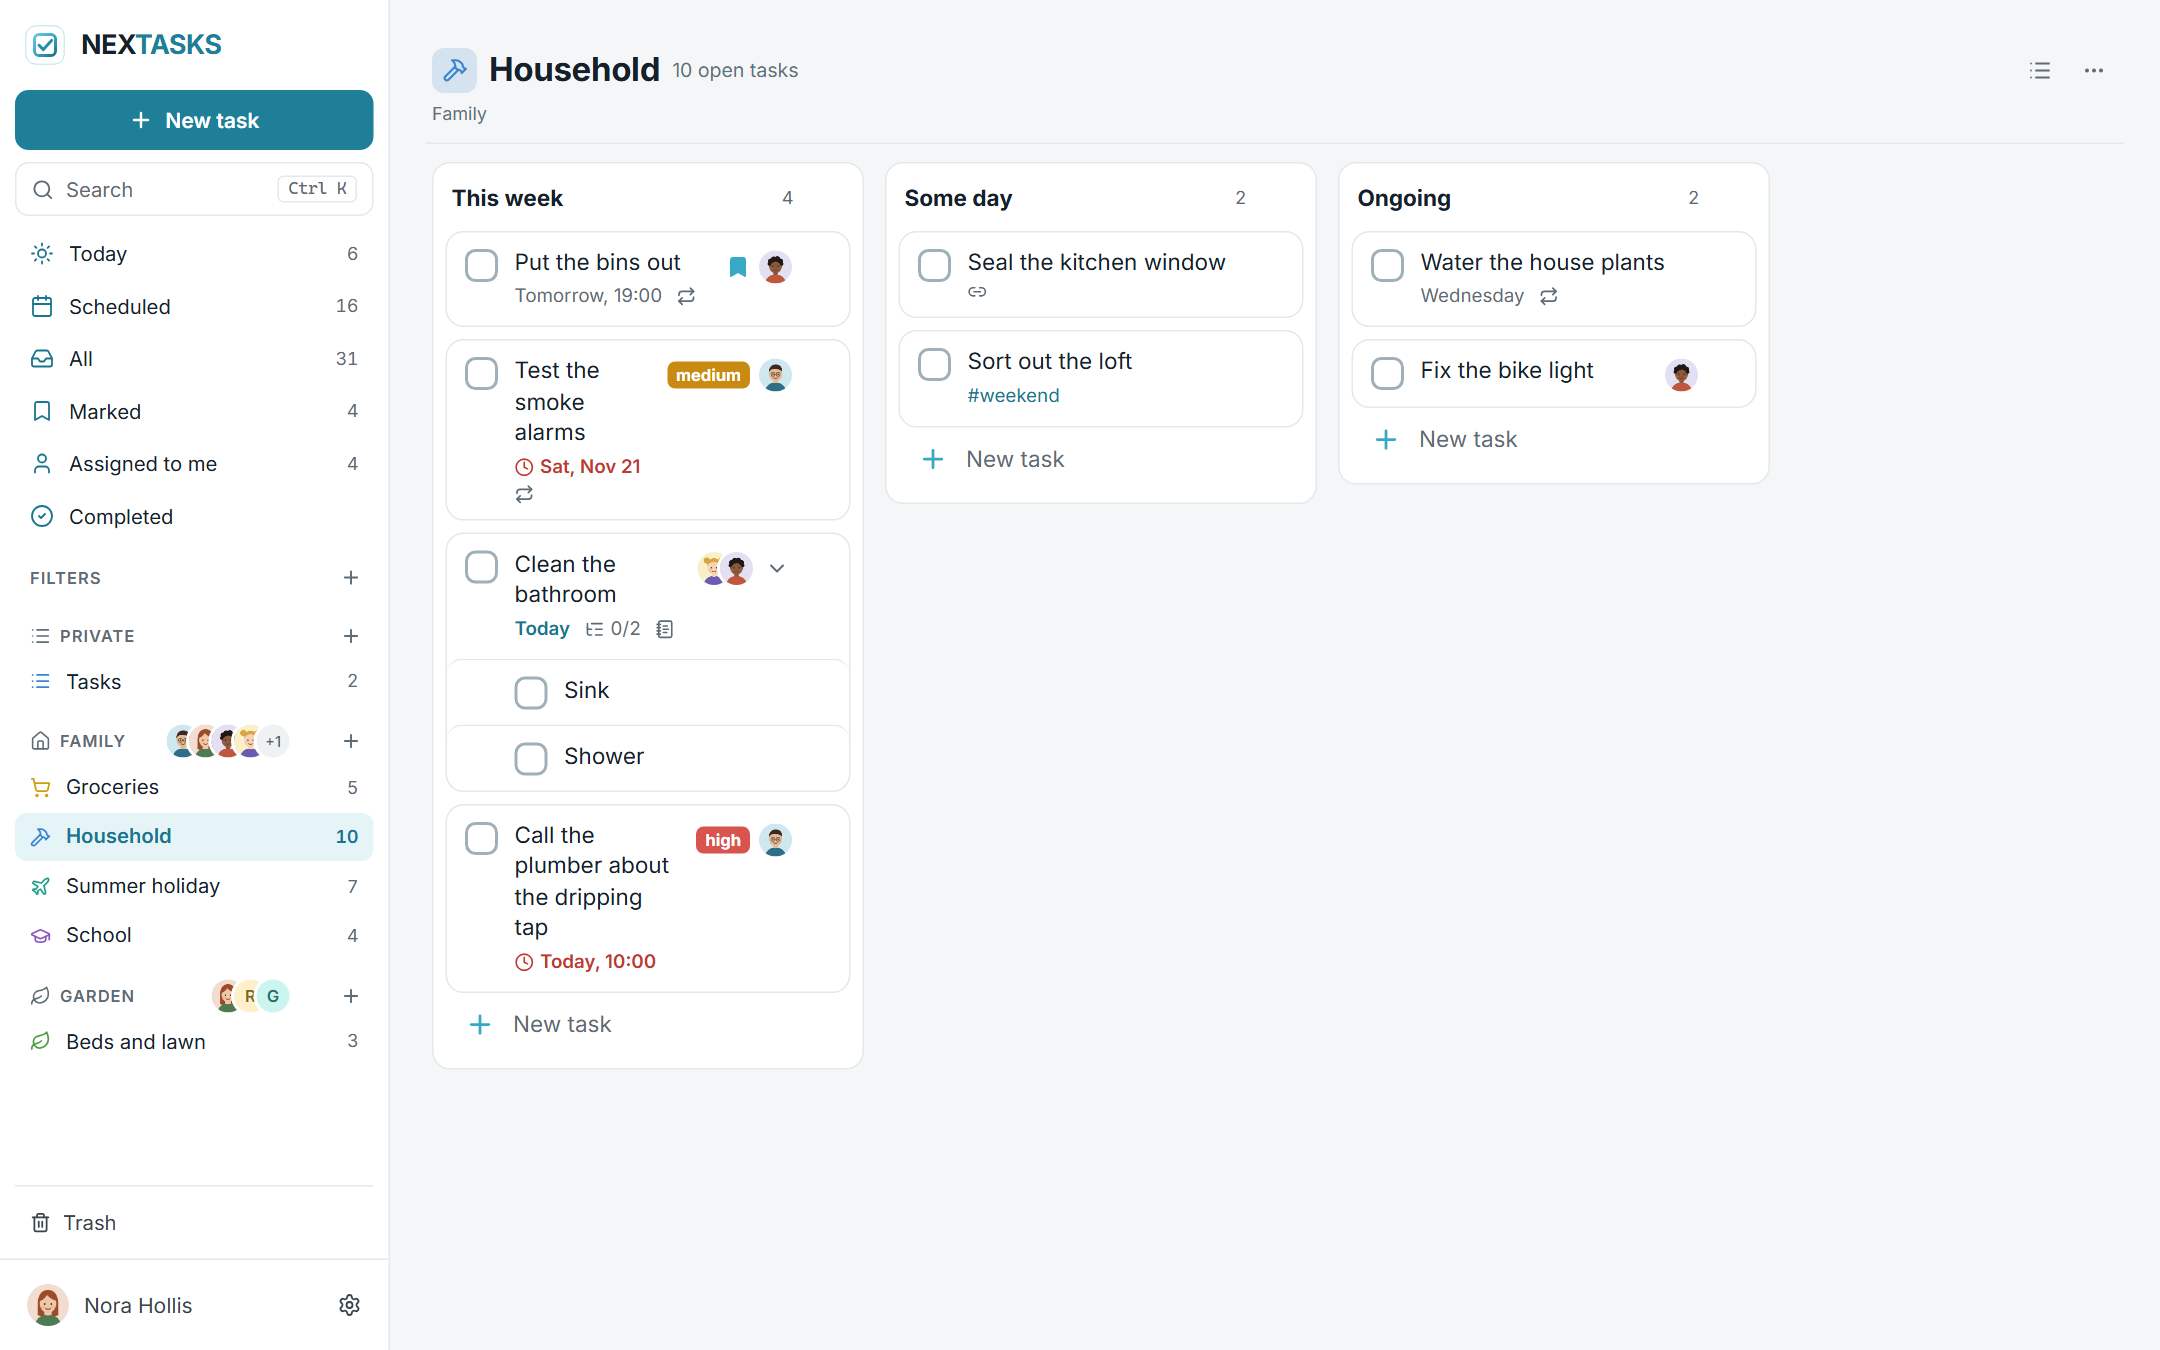 NEXTASKS
New task
Search Ctrl K
Today 6
Scheduled 16
All 31
Marked 4
Assigned to me 4
Completed
FILTERS
PRIVATE
Tasks 2
FAMILY +1
Groceries 5
Household 10
Summer holiday 7
School 4
GARDEN R G
Beds and lawn 3
Trash
Nora Hollis
Household 10 open tasks
Family
This week 4
Put the bins out
Tomorrow, 19:00
Test the medium
smoke
alarms
Sat, Nov 21
Clean the
bathroom
Today 0/2
Sink
Shower
Call the high
plumber about
the dripping
tap
Today, 10:00
New task
Some day 2
Seal the kitchen window
Sort out the loft
#weekend
New task
Ongoing 2
Water the house plants
Wednesday
Fix the bike light
New task